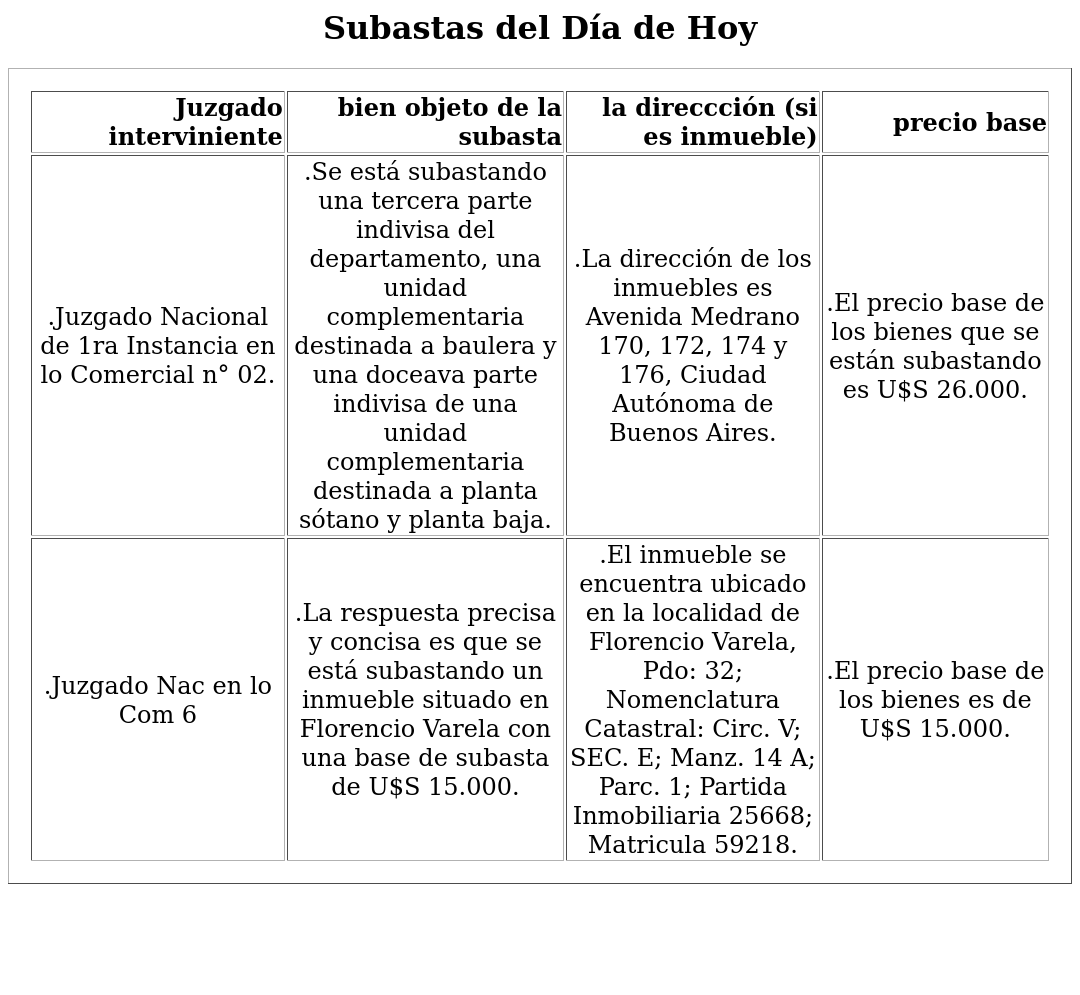 Subastas del Día de Hoy
Juzgado
interviniente
bien objeto de la
subasta
la direccción (si
es inmueble)
precio base
.Juzgado Nacional
de 1ra Instancia en
lo Comercial n° 02.
.Se está subastando
una tercera parte
indivisa del
departamento, una
unidad
complementaria
destinada a baulera y
una doceava parte
indivisa de una
unidad
complementaria
destinada a planta
sótano y planta baja.
.La dirección de los
inmuebles es
Avenida Medrano
170, 172, 174 y
176, Ciudad
Autónoma de
Buenos Aires.
.El precio base de
los bienes que se
están subastando
es U$S 26.000.
.Juzgado Nac en lo
Com 6
.La respuesta precisa
y concisa es que se
está subastando un
inmueble situado en
Florencio Varela con
una base de subasta
de U$S 15.000.
.El inmueble se
encuentra ubicado
en la localidad de
Florencio Varela,
Pdo: 32;
Nomenclatura
Catastral: Circ. V;
SEC. E; Manz. 14 A;
Parc. 1; Partida
Inmobiliaria 25668;
Matricula 59218.
.El precio base de
los bienes es de
U$S 15.000.